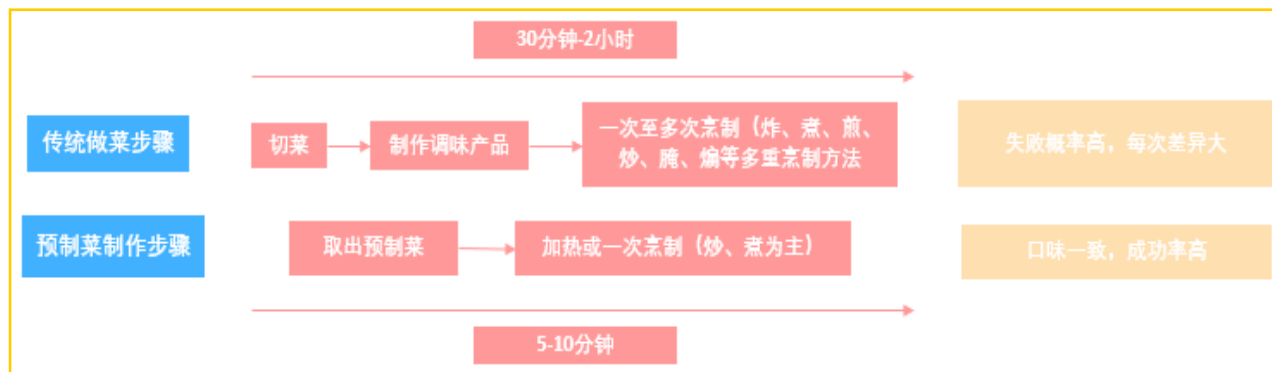 30分钟-2小时
传统做菜步骤
切菜
制作调味产品
一次至多次烹制（炸、煮、煎、
炒、腌、焗等多重烹制方法
失败概率高，每次差异大
预制菜制作步骤
取出预制菜
加热或一次烹制（炒、煮为主）
口味一致，成功率高
5-10分钟